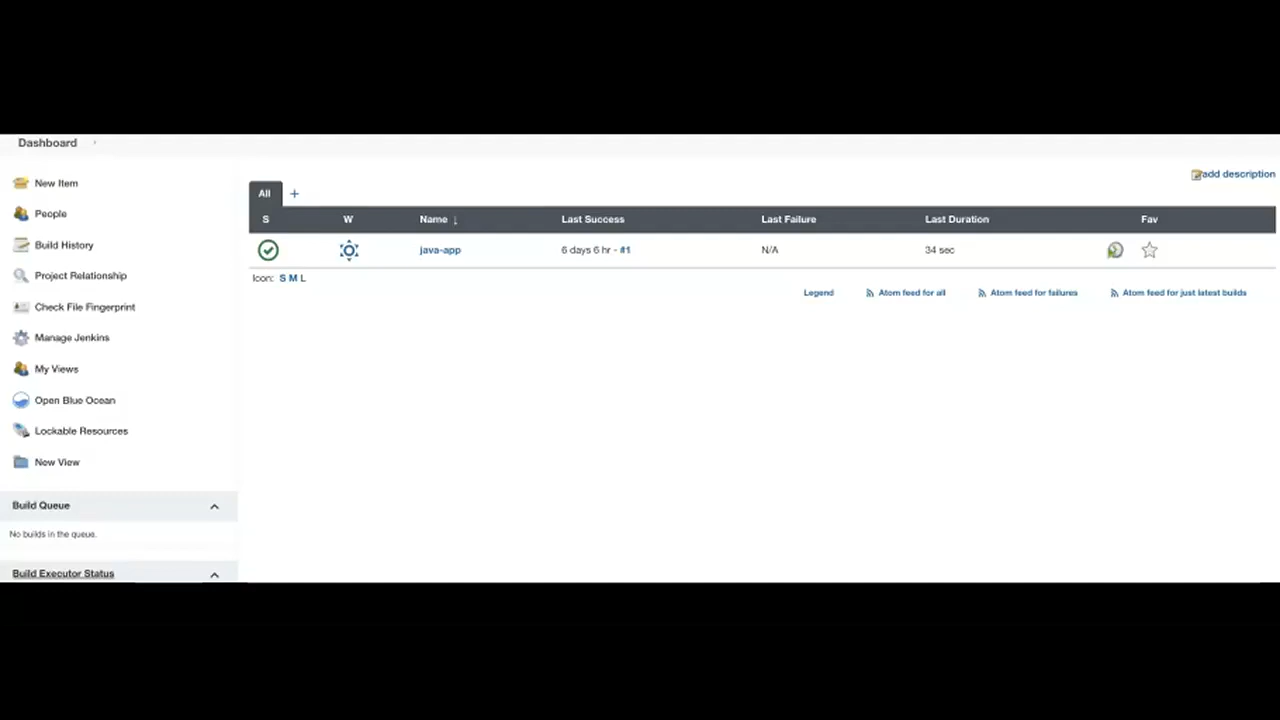 Dashboard
New Item
People
Build History
Project Relationship
Check File Fingerprint
Manage Jenkins
My Views
Open Blue Ocean
Lockable Resources
New View
Build Queue
No builds in the queue.
Build Executor Status
add description
All +
S W Name ↓ Last Success Last Failure Last Duration Fav
java-app 6 days 6 hr - #1 N/A 34 sec
Icon: S M L
Legend Atom feed for all Atom feed for failures Atom feed for just latest builds